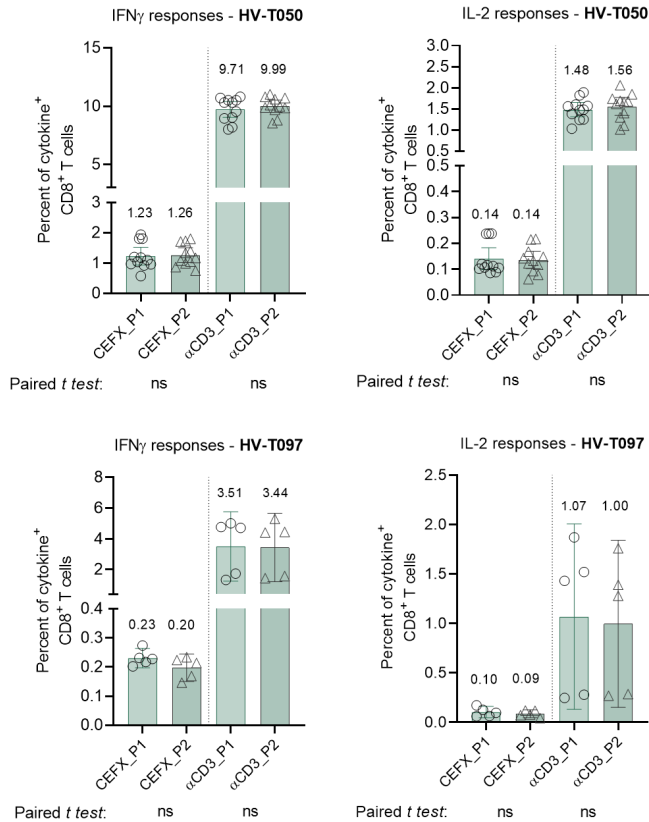 IFNγ responses - HV-T050
Percent of cytokine⁺
CD8⁺ T cells
15
10
5
3
2
1
0
1.23
1.26
9.71
9.99
CEFX_P1
CEFX_P2
αCD3_P1
αCD3_P2
Paired t test:
ns
ns
IL-2 responses - HV-T050
Percent of cytokine⁺
CD8⁺ T cells
3.0
2.5
2.0
1.5
1.0
0.5
0.5
0.4
0.3
0.2
0.1
0.0
0.14
0.14
1.48
1.56
CEFX_P1
CEFX_P2
αCD3_P1
αCD3_P2
Paired t test:
ns
ns
IFNγ responses - HV-T097
Percent of cytokine⁺
CD8⁺ T cells
8
6
4
2
0.4
0.3
0.2
0.1
0.0
0.23
0.20
3.51
3.44
CEFX_P1
CEFX_P2
αCD3_P1
αCD3_P2
Paired t test:
ns
ns
IL-2 responses - HV-T097
Percent of cytokine⁺
CD8⁺ T cells
2.5
2.0
1.5
1.0
0.5
0.0
0.10
0.09
1.07
1.00
CEFX_P1
CEFX_P2
αCD3_P1
αCD3_P2
Paired t test:
ns
ns